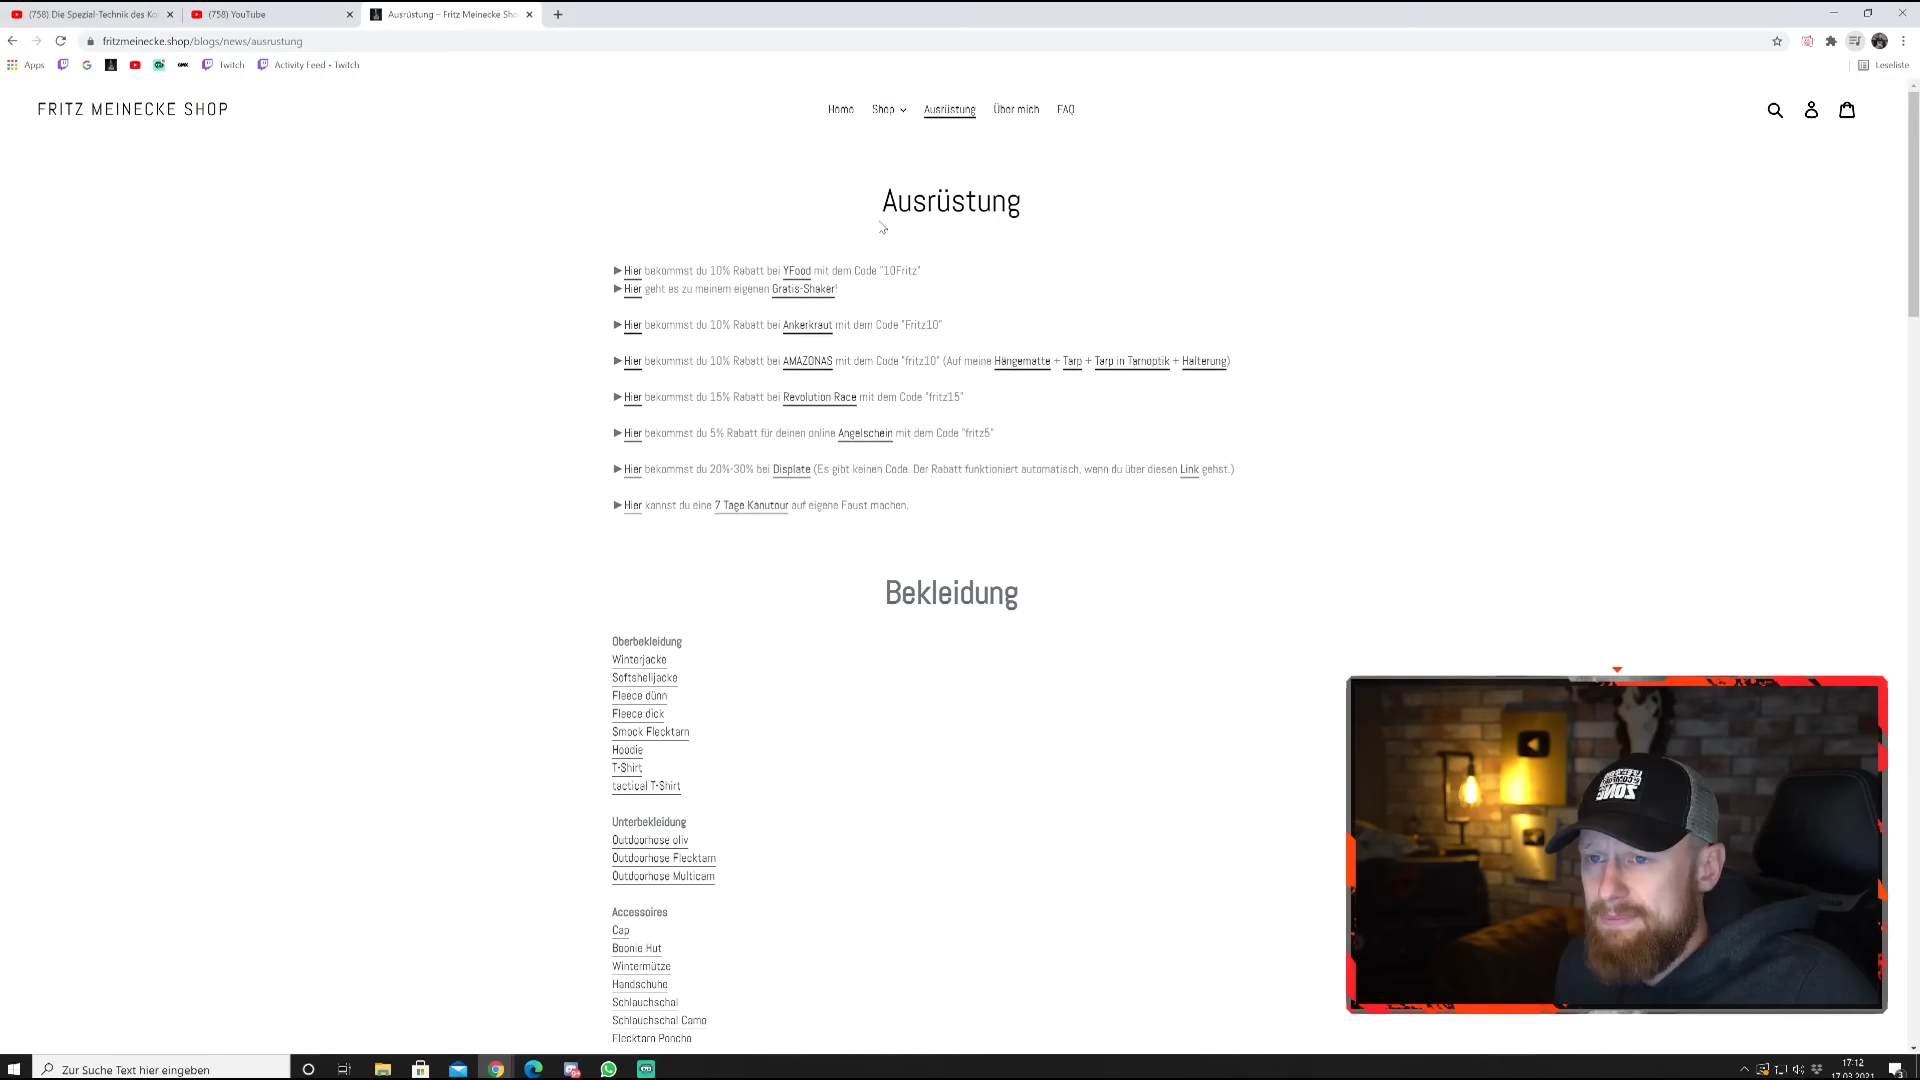 (758) Die Spezial-Technik des Ko
(758) YouTube
Ausrüstung – Fritz Meinecke Sho
fritzmeinecke.shop/blogs/news/ausrustung
Apps
Twitch
Activity Feed • Twitch
Leseliste
FRITZ MEINECKE SHOP
Home
Shop
Ausrüstung
Über mich
FAQ
Ausrüstung
►Hier bekommst du 10% Rabatt bei YFood mit dem Code "10Fritz"
►Hier geht es zu meinem eigenen Gratis-Shaker!
►Hier bekommst du 10% Rabatt bei Ankerkraut mit dem Code "Fritz10"
►Hier bekommst du 10% Rabatt bei AMAZONAS mit dem Code "fritz10" (Auf meine Hängematte + Tarp + Tarp in Tarnoptik + Halterung)
►Hier bekommst du 15% Rabatt bei Revolution Race mit dem Code "fritz15"
►Hier bekommst du 5% Rabatt für deinen online Angelschein mit dem Code "fritz5"
►Hier bekommst du 20%-30% bei Displate (Es gibt keinen Code. Der Rabatt funktioniert automatisch, wenn du über diesen Link gehst.)
►Hier kannst du eine 7 Tage Kanutour auf eigene Faust machen.
Bekleidung
Oberbekleidung
Winterjacke
Softshelljacke
Fleece dünn
Fleece dick
Smock Flecktarn
Hoodie
T-Shirt
tactical T-Shirt
Unterbekleidung
Outdoorhose oliv
Outdoorhose Flecktarn
Outdoorhose Multicam
Accessoires
Cap
Boonie Hut
Wintermütze
Handschuhe
Schlauchschal
Schlauchschal Camo
Flecktarn Poncho
ZONE
Zur Suche Text hier eingeben
17:12
17.03.2021
3